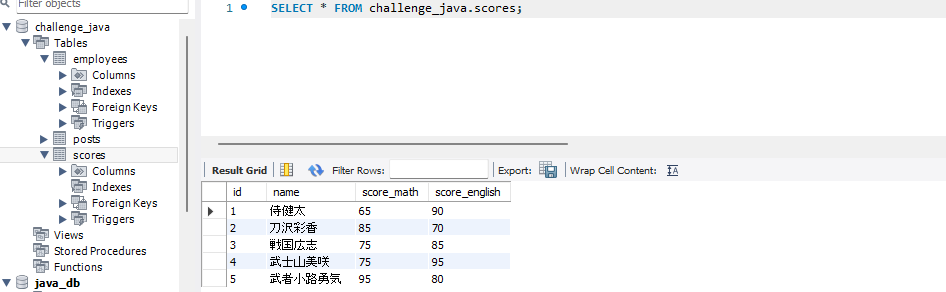 Filter objects
challenge_java
Tables
employees
Columns
Indexes
Foreign Keys
Triggers
posts
scores
Columns
Indexes
Foreign Keys
Triggers
Views
Stored Procedures
Functions
java_db
1 SELECT * FROM challenge_java.scores;
Result Grid Filter Rows: Export: Wrap Cell Content:
id name score_math score_english
1 侍健太 65 90
2 刀沢彩香 85 70
3 戦国広志 75 85
4 武士山美咲 75 95
5 武者小路勇気 95 80